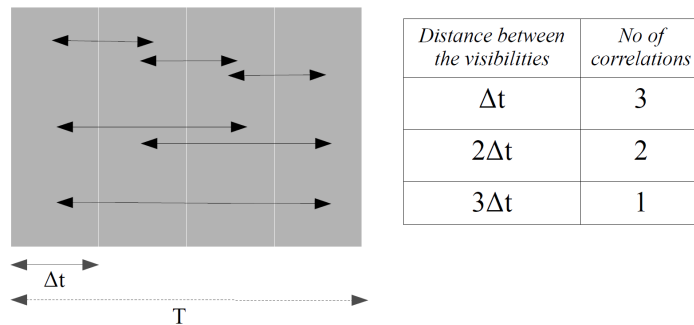 Distance between
the visibilities
No of
correlations
Δt
3
2Δt
2
3Δt
1
Δt
T